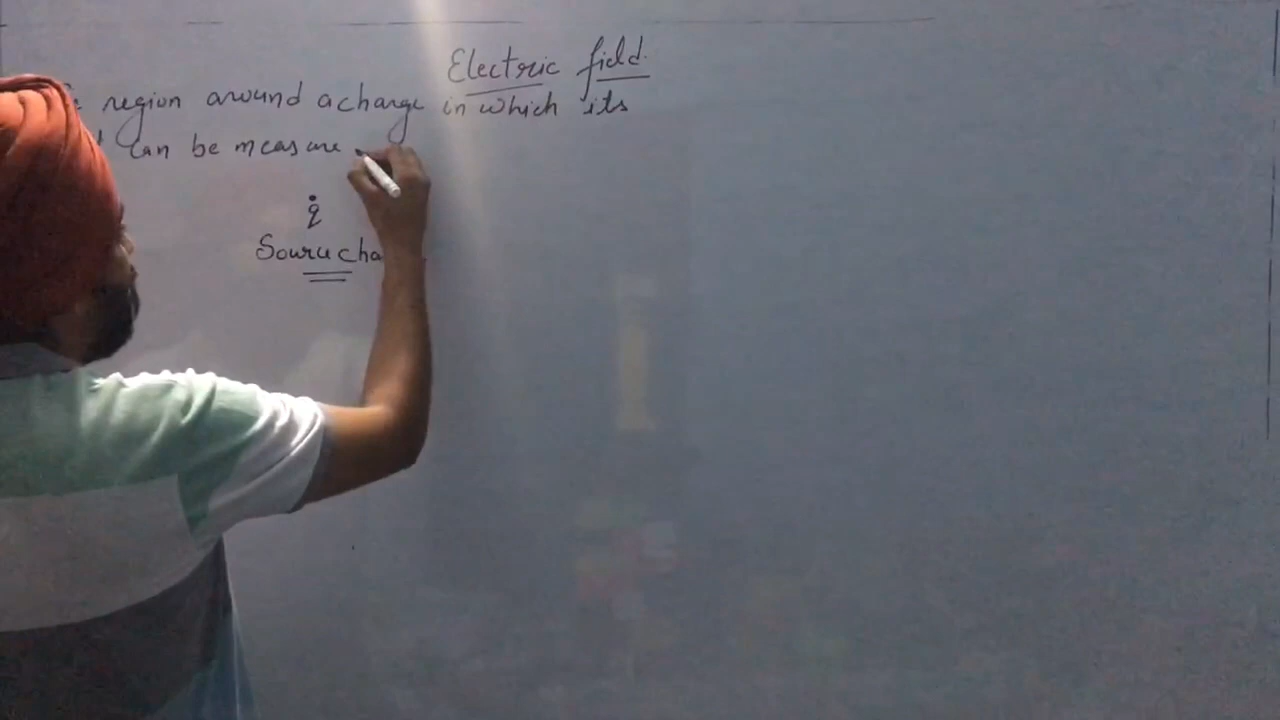 Electric field.
region around a charge in which its
can be measure
q
Source cha